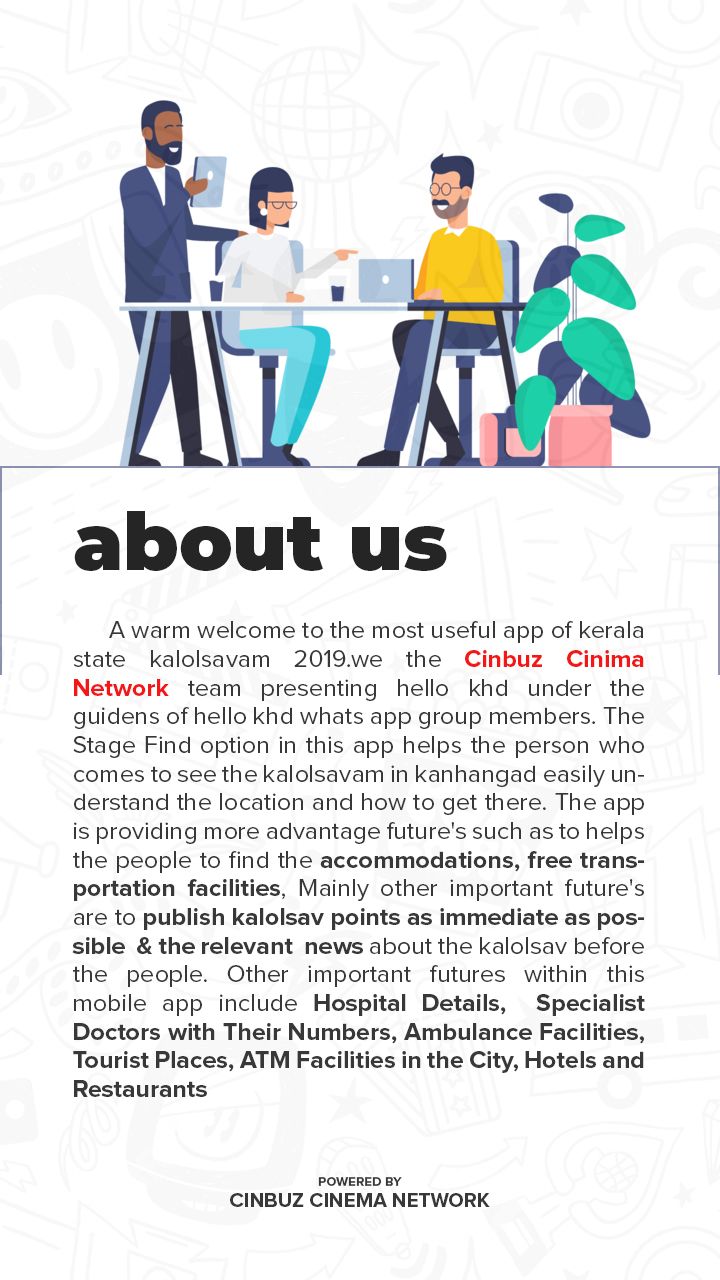 about us
A warm welcome to the most useful app of kerala
state kalolsavam 2019.we the Cinbuz Cinima
Network team presenting hello khd under the
guidens of hello khd whats app group members. The
Stage Find option in this app helps the person who
comes to see the kalolsavam in kanhangad easily un-
derstand the location and how to get there. The app
is providing more advantage future's such as to helps
the people to find the accommodations, free trans-
portation facilities, Mainly other important future's
are to publish kalolsav points as immediate as pos-
sible & the relevant news about the kalolsav before
the people. Other important futures within this
mobile app include Hospital Details, Specialist
Doctors with Their Numbers, Ambulance Facilities,
Tourist Places, ATM Facilities in the City, Hotels and
Restaurants
POWERED BY
CINBUZ CINEMA NETWORK